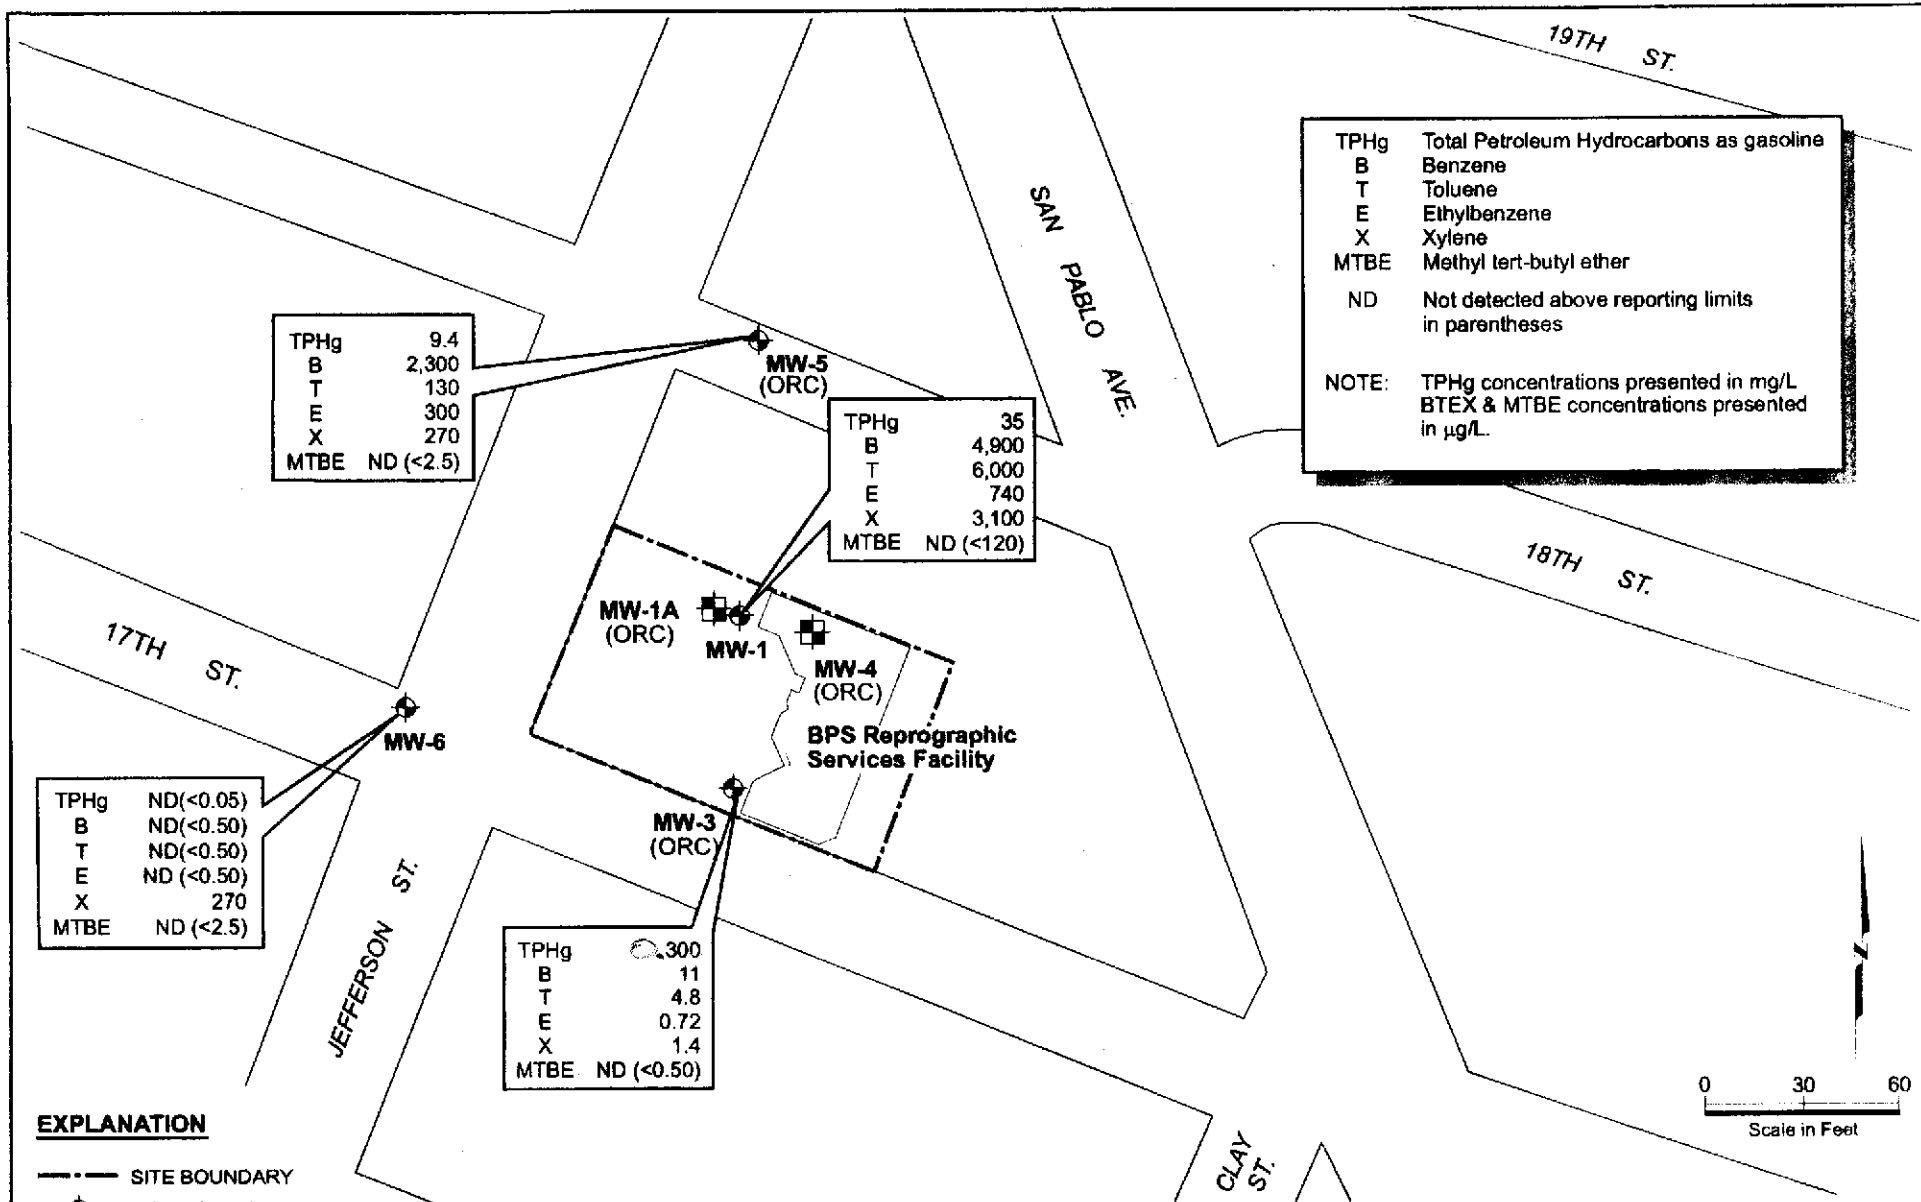 19TH ST.
TPHg Total Petroleum Hydrocarbons as gasoline
B Benzene
T Toluene
E Ethylbenzene
X Xylene
MTBE Methyl tert-butyl ether
ND Not detected above reporting limits
in parentheses
NOTE: TPHg concentrations presented in mg/L
BTEX & MTBE concentrations presented
in µg/L.
SAN PABLO AVE.
TPHg 9.4
B 2,300
T 130
E 300
X 270
MTBE ND (<2.5)
MW-5
(ORC)
TPHg 35
B 4,900
T 6,000
E 740
X 3,100
MTBE ND (<120)
18TH ST.
MW-1A
(ORC)
MW-1
MW-4
(ORC)
17TH ST.
MW-6
BPS Reprographic
Services Facility
TPHg ND(<0.05)
B ND(<0.50)
T ND(<0.50)
E ND (<0.50)
X 270
MTBE ND (<2.5)
MW-3
(ORC)
JEFFERSON ST.
TPHg .300
B 11
T 4.8
E 0.72
X 1.4
MTBE ND (<0.50)
0 30 60
Scale in Feet
CLAY
ST.
EXPLANATION
SITE BOUNDARY